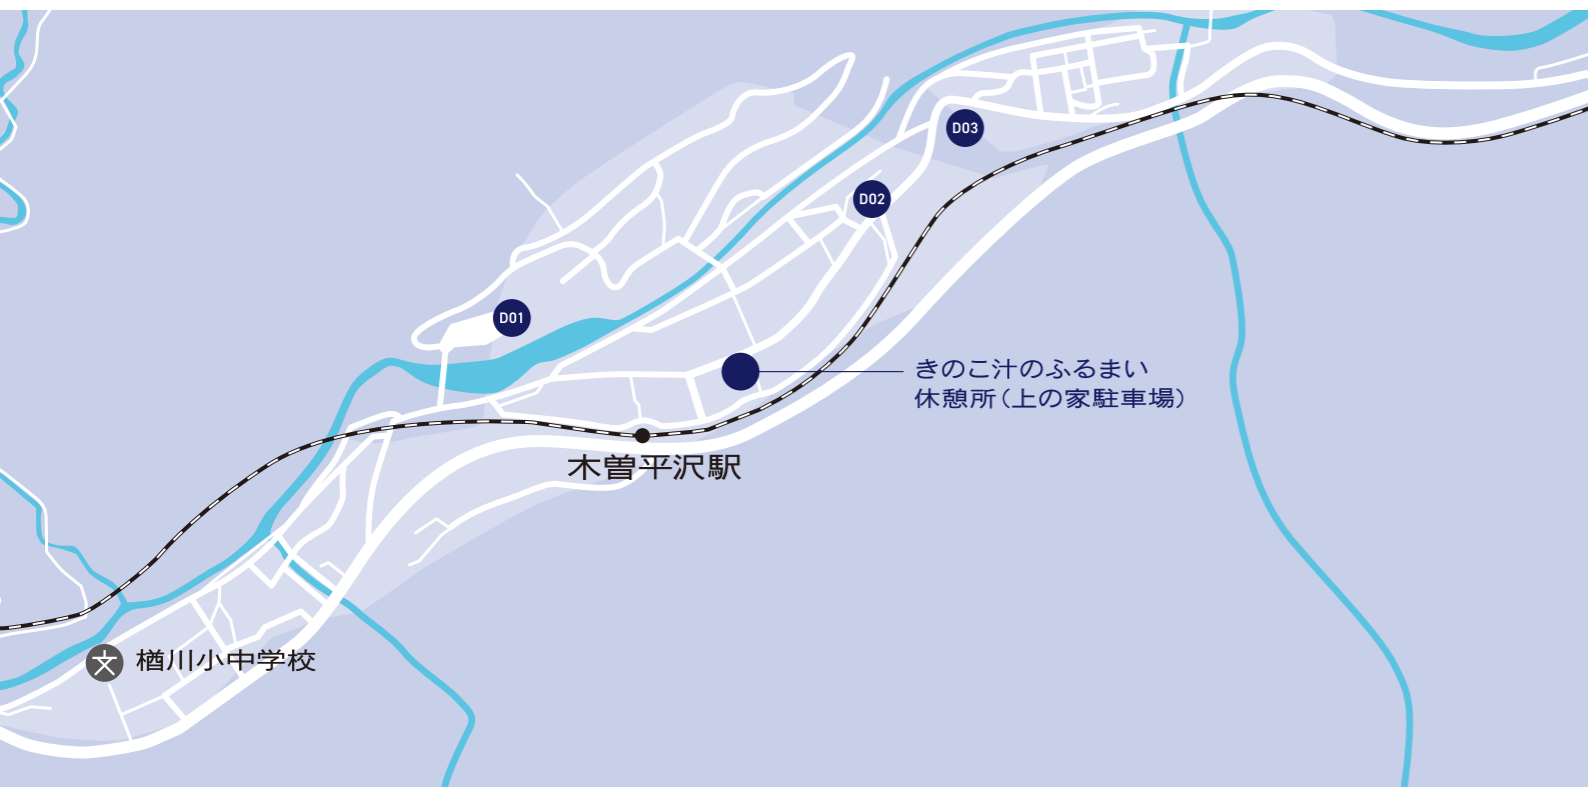 D03
D02
D01
きのこ汁のふるまい
休憩所(上の家駐車場)
木曽平沢駅
文 楢川小中学校